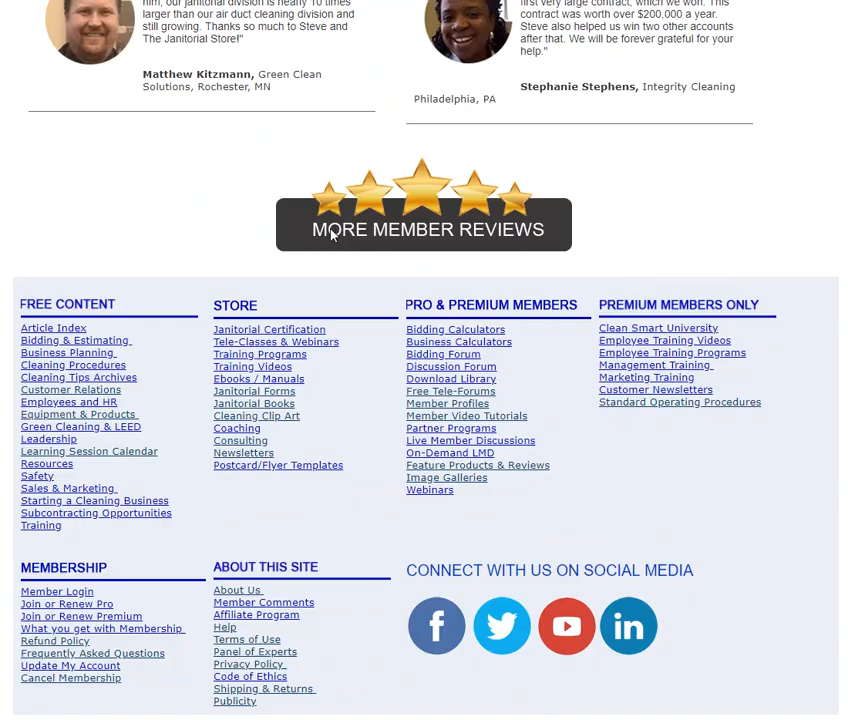 him, our janitorial division is nearly 10 times
larger than our air duct cleaning division and
still growing. Thanks so much to Steve and
The Janitorial Store!"
Matthew Kitzmann, Green Clean
Solutions, Rochester, MN
first very large contract, which we won. This
contract was worth over $200,000 a year.
Steve also helped us win two other accounts
after that. We will be forever grateful for your
help."
Stephanie Stephens, Integrity Cleaning
Philadelphia, PA
MORE MEMBER REVIEWS
FREE CONTENT
Article Index
Bidding & Estimating
Business Planning
Cleaning Procedures
Cleaning Tips Archives
Customer Relations
Employees and HR
Equipment & Products
Green Cleaning & LEED
Leadership
Learning Session Calendar
Resources
Safety
Sales & Marketing
Starting a Cleaning Business
Subcontracting Opportunities
Training
STORE
Janitorial Certification
Tele-Classes & Webinars
Training Programs
Training Videos
Ebooks / Manuals
Janitorial Forms
Janitorial Books
Cleaning Clip Art
Coaching
Consulting
Newsletters
Postcard/Flyer Templates
PRO & PREMIUM MEMBERS
Bidding Calculators
Business Calculators
Bidding Forum
Discussion Forum
Download Library
Free Tele-Forums
Member Profiles
Member Video Tutorials
Partner Programs
Live Member Discussions
On-Demand LMD
Feature Products & Reviews
Image Galleries
Webinars
PREMIUM MEMBERS ONLY
Clean Smart University
Employee Training Videos
Employee Training Programs
Management Training
Marketing Training
Customer Newsletters
Standard Operating Procedures
MEMBERSHIP
Member Login
Join or Renew Pro
Join or Renew Premium
What you get with Membership
Refund Policy
Frequently Asked Questions
Update My Account
Cancel Membership
ABOUT THIS SITE
About Us
Member Comments
Affiliate Program
Help
Terms of Use
Panel of Experts
Privacy Policy
Code of Ethics
Shipping & Returns
Publicity
CONNECT WITH US ON SOCIAL MEDIA
f
in